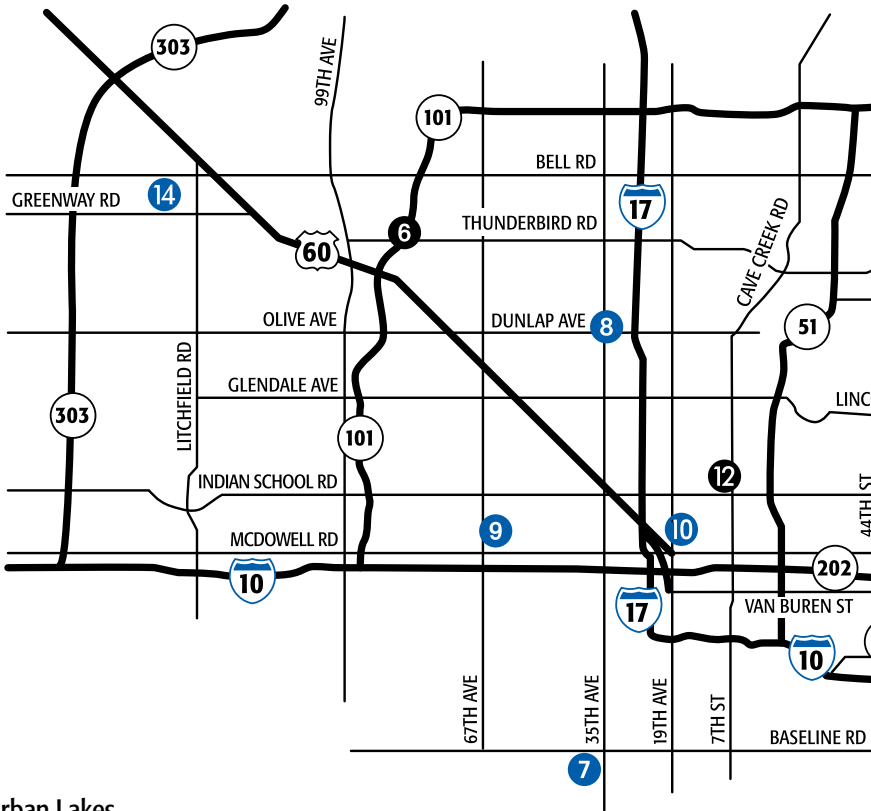 303
99TH AVE
101
BELL RD
14
GREENWAY RD
17
6
THUNDERBIRD RD
60
CAVE CREEK RD
OLIVE AVE
DUNLAP AVE
8
51
LITCHFIELD RD
GLENDALE AVE
LINC
303
101
INDIAN SCHOOL RD
12
44TH ST
MCDOWELL RD
9
10
10
202
17
VAN BUREN ST
10
67TH AVE
35TH AVE
19TH AVE
7TH ST
BASELINE RD
7
rban Lakes